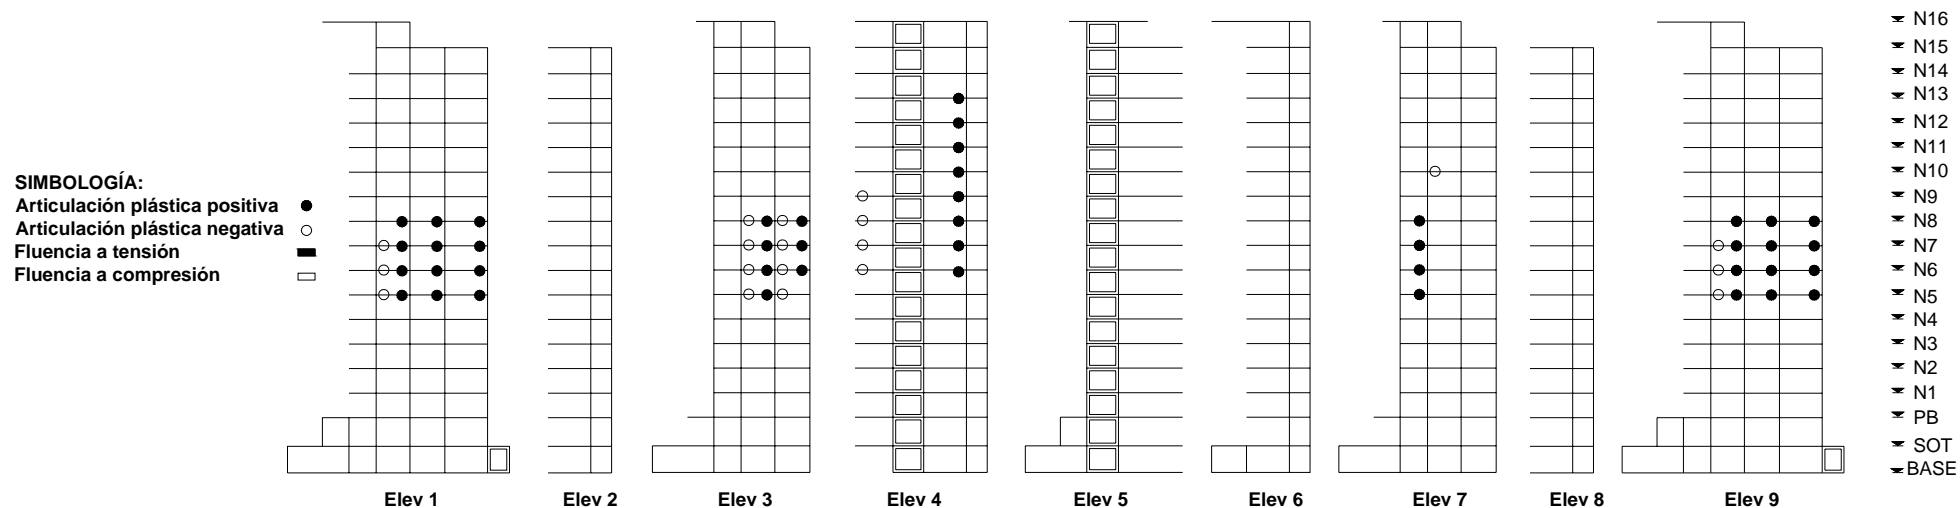 SIMBOLOGÍA:
Articulación plástica positiva
Articulación plástica negativa
Fluencia a tensión
Fluencia a compresión
N16
N15
N14
N13
N12
N11
N10
N9
N8
N7
N6
N5
N4
N3
N2
N1
PB
SOT
BASE
Elev 1
Elev 2
Elev 3
Elev 4
Elev 5
Elev 6
Elev 7
Elev 8
Elev 9